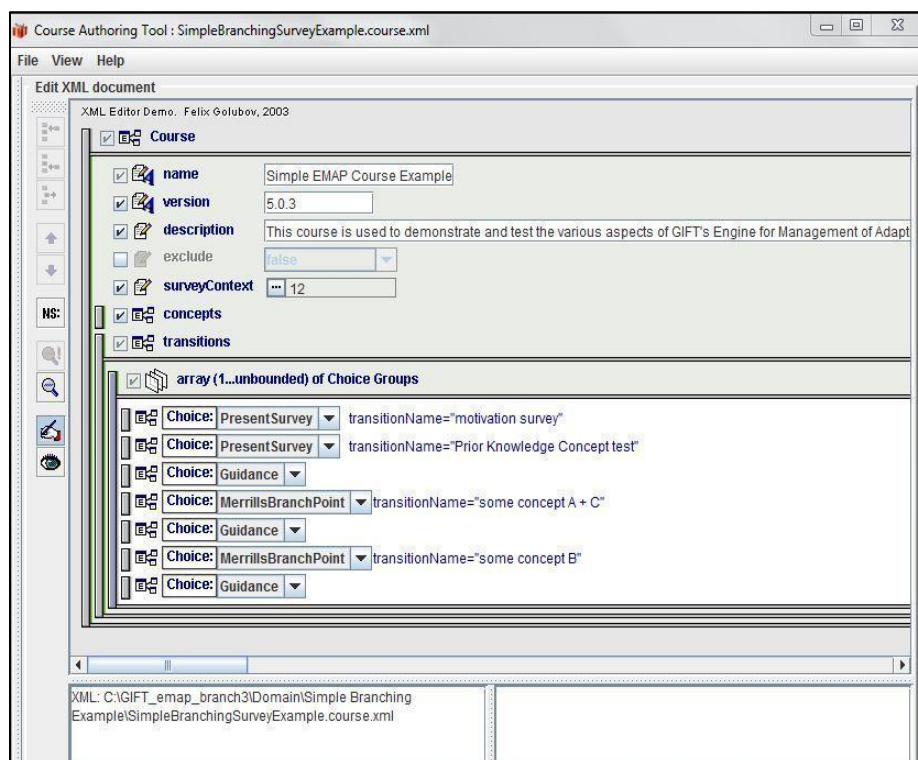 Course Authoring Tool : SimpleBranchingSurveyExample.course.xml
File View Help
Edit XML document
XML Editor Demo. Felix Golubov, 2003
Course
name Simple EMAP Course Example
version 5.0.3
description This course is used to demonstrate and test the various aspects of GIFT's Engine for Management of Adapt
exclude false
surveyContext ... 12
NS: concepts
transitions
array (1...unbounded) of Choice Groups
Choice: PresentSurvey transitionName="motivation survey"
Choice: PresentSurvey transitionName="Prior Knowledge Concept test"
Choice: Guidance
Choice: MerrillsBranchPoint transitionName="some concept A + C"
Choice: Guidance
Choice: MerrillsBranchPoint transitionName="some concept B"
Choice: Guidance
XML: C:\GIFT_emap_branch3\Domain\Simple Branching
Example\SimpleBranchingSurveyExample.course.xml